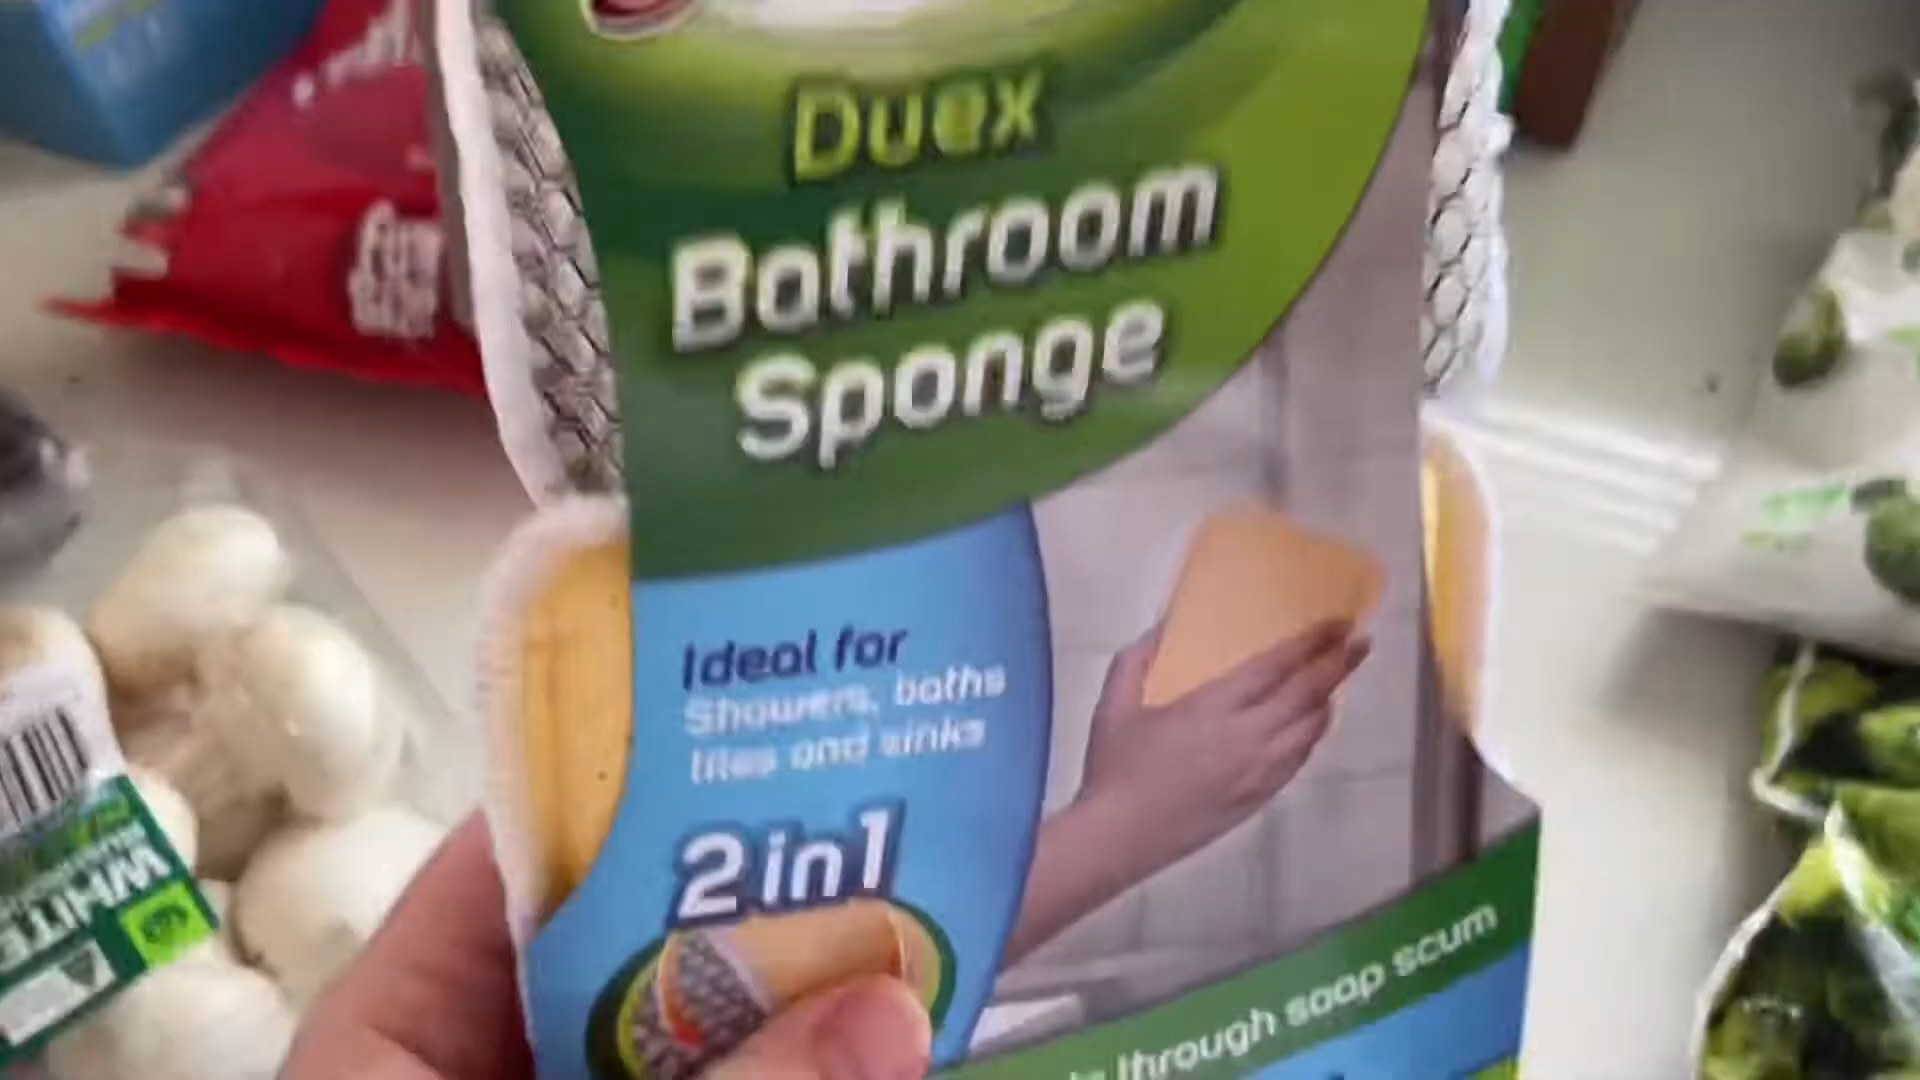 Duex
Bathroom
Sponge
Ideal for
Showers, baths
tiles and sinks
2 in 1
through soap scum
WHITE